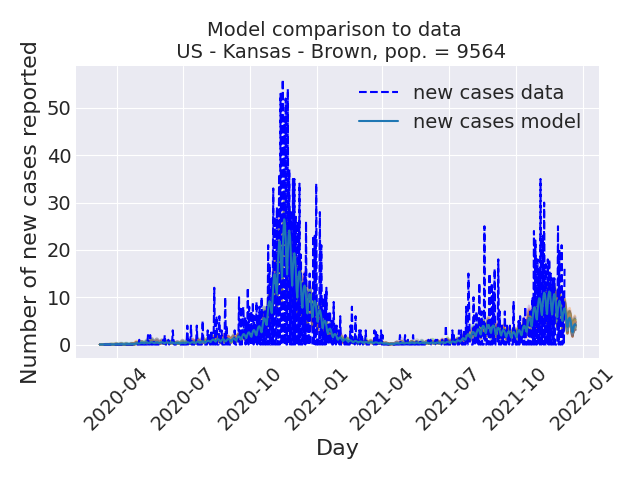 Model comparison to data
US - Kansas - Brown, pop. = 9564
new cases data
new cases model
Number of new cases reported
50
40
30
20
10
0
2020-04
2020-07
2020-10
2021-01
2021-04
2021-07
2021-10
2022-01
Day